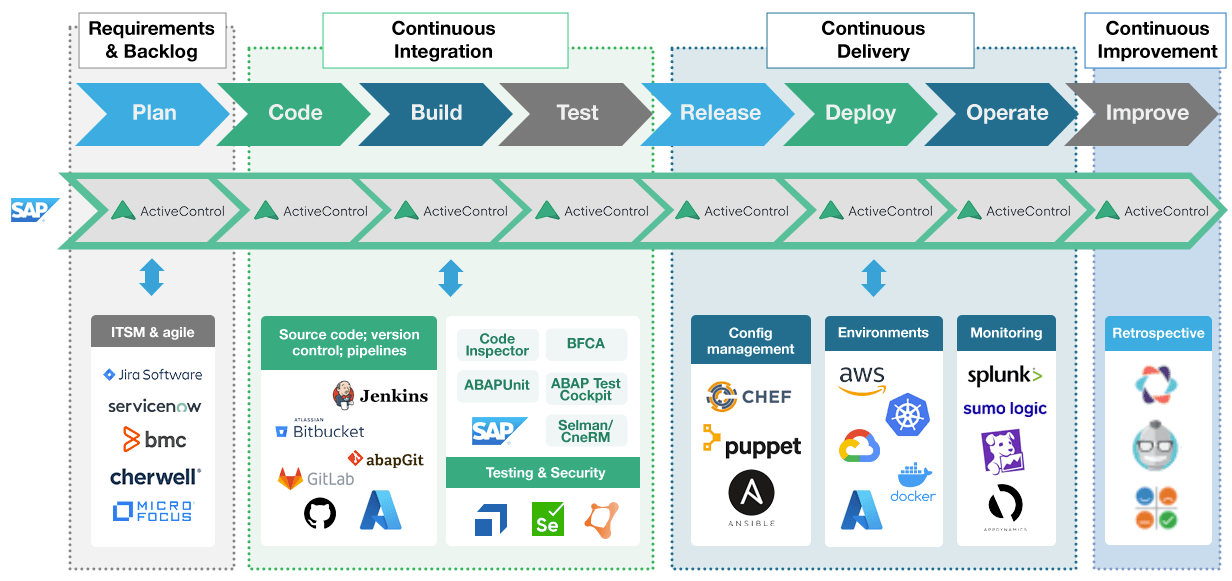 Requirements
& Backlog
Continuous
Integration
Continuous
Delivery
Continuous
Improvement
Plan
Code
Build
Test
Release
Deploy
Operate
Improve
SAP
ActiveControl
ActiveControl
ActiveControl
ActiveControl
ActiveControl
ActiveControl
ActiveControl
ActiveControl
ITSM & agile
Jira Software
servicenow
bmc
cherwell
MICRO
FOCUS
Source code; version
control; pipelines
Jenkins
ATLASSIAN
Bitbucket
abapGit
GitLab
Code
Inspector
BFCA
ABAPUnit
ABAP Test
Cockpit
SAP
Selman/
CneRM
Testing & Security
Se
Config
management
CHEF
puppet
A
ANSIBLE
Environments
aws
docker
Monitoring
splunk>
sumo logic
APPDYNAMICS
Retrospective